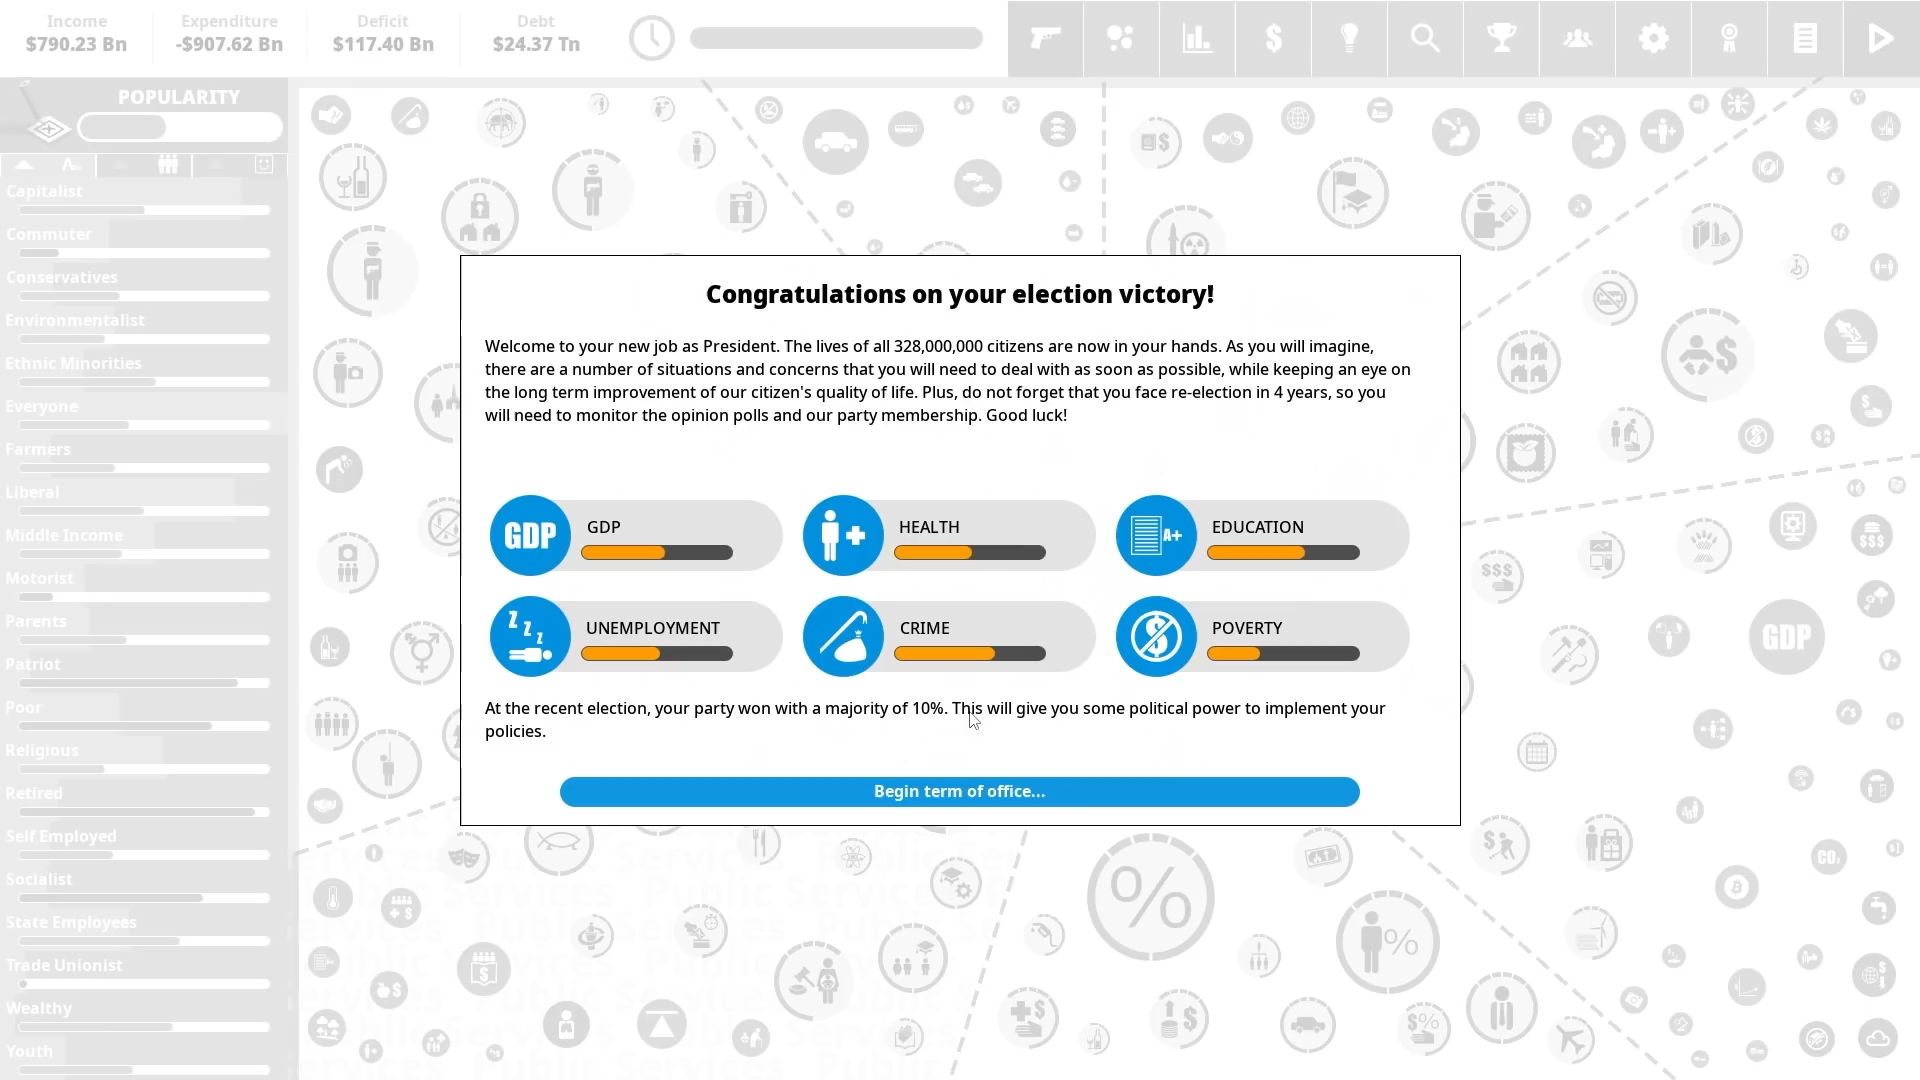 Income
Expenditure
Deficit
Debt
$790.23 Bn
-$907.62 Bn
$117.40 Bn
$24.37 Tn
POPULARITY
Capitalist
Commuter
Conservatives
Environmentalist
Ethnic Minorities
Everyone
Farmers
Liberal
Middle Income
Motorist
Parents
Patriot
Poor
Religious
Retired
Self Employed
Socialist
State Employees
Trade Unionist
Wealthy
Youth
Congratulations on your election victory!
Welcome to your new job as President. The lives of all 328,000,000 citizens are now in your hands. As you will imagine,
there are a number of situations and concerns that you will need to deal with as soon as possible, while keeping an eye on
the long term improvement of our citizen's quality of life. Plus, do not forget that you face re-election in 4 years, so you
will need to monitor the opinion polls and our party membership. Good luck!
GDP GDP
HEALTH
A+ EDUCATION
Z Z Z UNEMPLOYMENT
CRIME
POVERTY
At the recent election, your party won with a majority of 10%. This will give you some political power to implement your
policies.
Begin term of office...
GDP
CO₂
Public Services